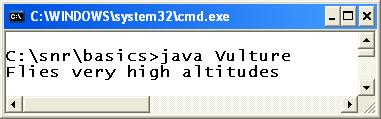 C:\WINDOWS\system32\cmd.exe
C:\snr\basics>java Vulture
Flies very high altitudes